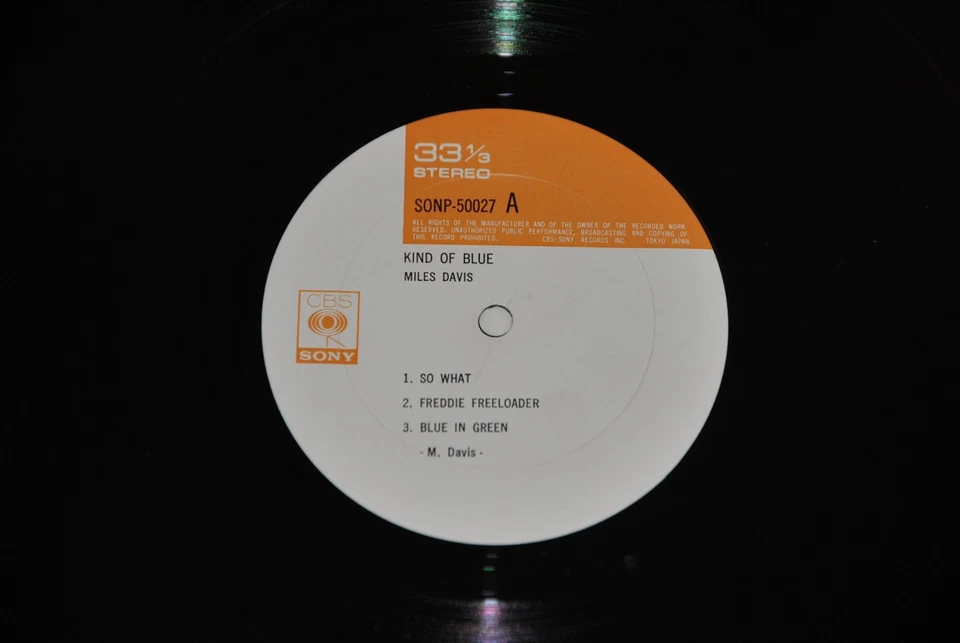 33 1/3
STEREO
SONP-50027 A
ALL RIGHTS OF THE MANUFACTURER AND OF THE OWNER OF THE RECORDED WORK
RESERVED. UNAUTHORIZED PUBLIC PERFORMANCE, BROADCASTING AND COPYING OF
THIS RECORD PROHIBITED. CBS/SONY RECORDS INC. TOKYO JAPAN.
KIND OF BLUE
MILES DAVIS
CBS
SONY
1. SO WHAT
2. FREDDIE FREELOADER
3. BLUE IN GREEN
- M. Davis -